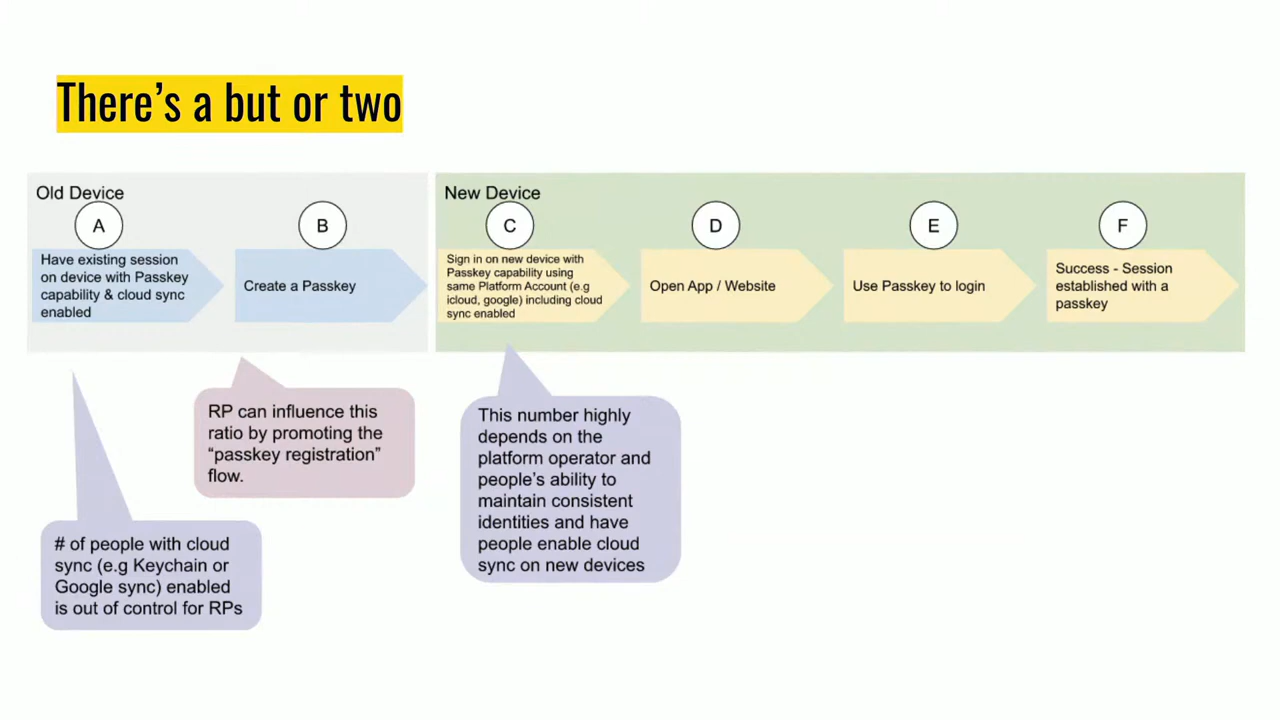 There's a but or two
Old Device
A
B
Have existing session
on device with Passkey
capability & cloud sync
enabled
Create a Passkey
New Device
C
D
E
F
Sign in on new device with
Passkey capability using
same Platform Account (e.g
icloud, google) including cloud
sync enabled
Open App / Website
Use Passkey to login
Success - Session
established with a
passkey
RP can influence this
ratio by promoting the
“passkey registration”
flow.
# of people with cloud
sync (e.g Keychain or
Google sync) enabled
is out of control for RPs
This number highly
depends on the
platform operator and
people's ability to
maintain consistent
identities and have
people enable cloud
sync on new devices